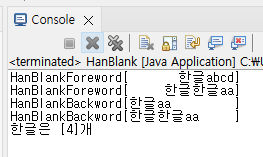 Console
<terminated> HanBlank [Java Application] C:₩U
HanBlankForeword[       한글abcd]
HanBlankForeword[     한글한글aa]
HanBlankBackword[한글aa         ]
HanBlankBackword[한글한글aa     ]
한글은 [4]개